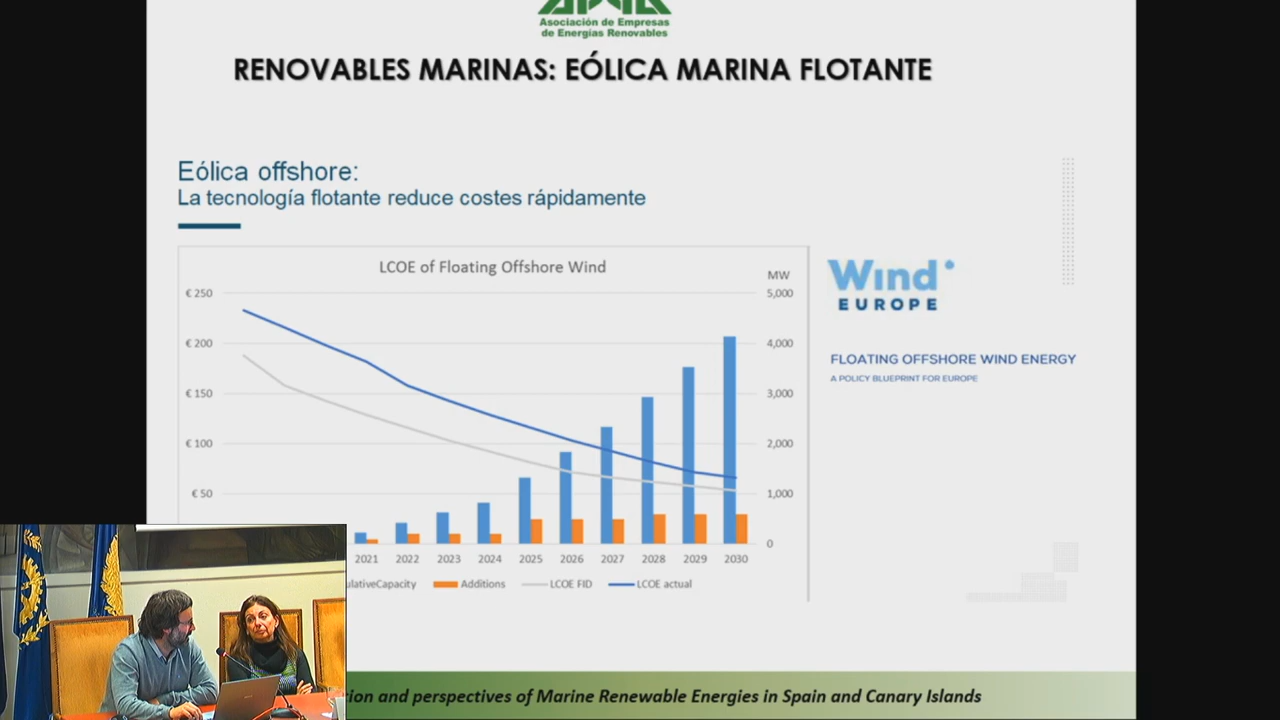 Asociación de Empresas
de Energías Renovables
RENOVABLES MARINAS: EÓLICA MARINA FLOTANTE
Eólica offshore:
La tecnología flotante reduce costes rápidamente
LCOE of Floating Offshore Wind
MW
€ 250
€ 200
€ 150
€ 100
€ 50
5,000
4,000
3,000
2,000
1,000
0
2021 2022 2023 2024 2025 2026 2027 2028 2029 2030
ulativeCapacity Additions LCOE FID LCOE actual
Wind
EUROPE
FLOATING OFFSHORE WIND ENERGY
A POLICY BLUEPRINT FOR EUROPE
ion and perspectives of Marine Renewable Energies in Spain and Canary Islands